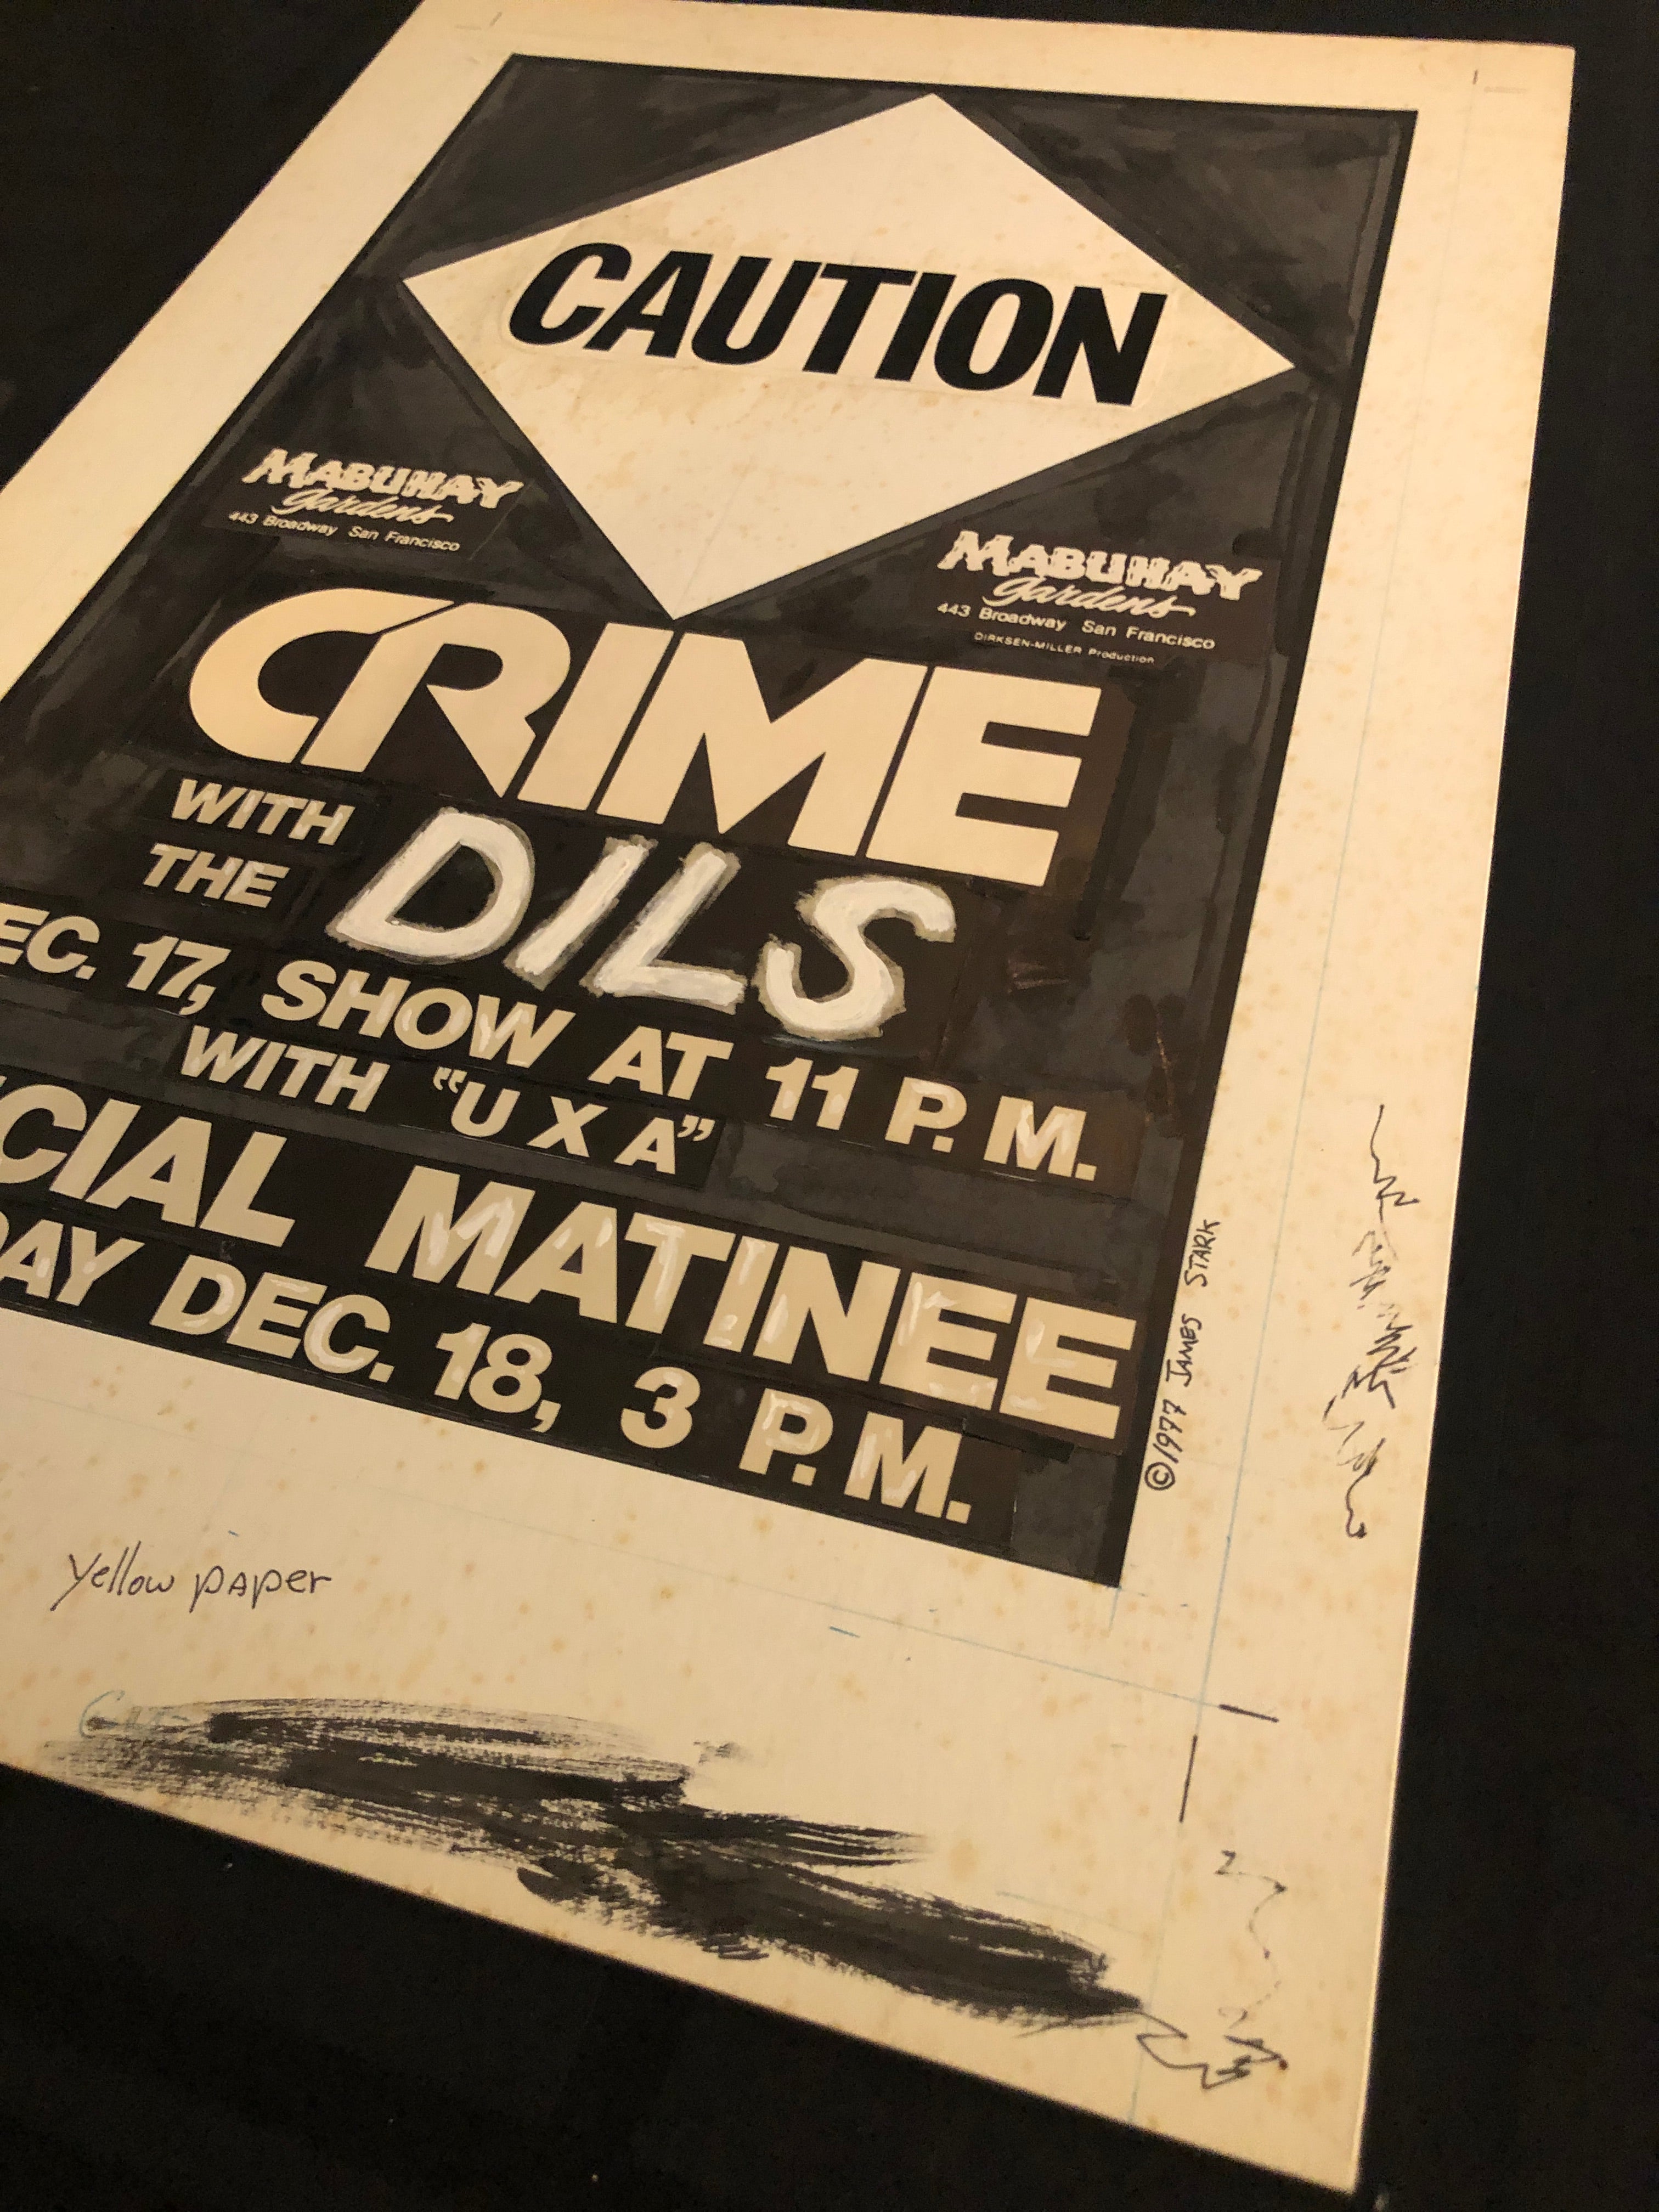 CAUTION
MABUHAY
Gardens
443 Broadway San Francisco
MABUHAY
Gardens
443 Broadway San Francisco
DIRKSEN-MILLER Production
CRIME
WITH
THE
DILS
EC. 17, SHOW AT 11 P.M.
WITH "U X A"
CIAL MATINEE
DAY DEC. 18, 3 P.M.
©1977 JAMES STARK
yellow paper